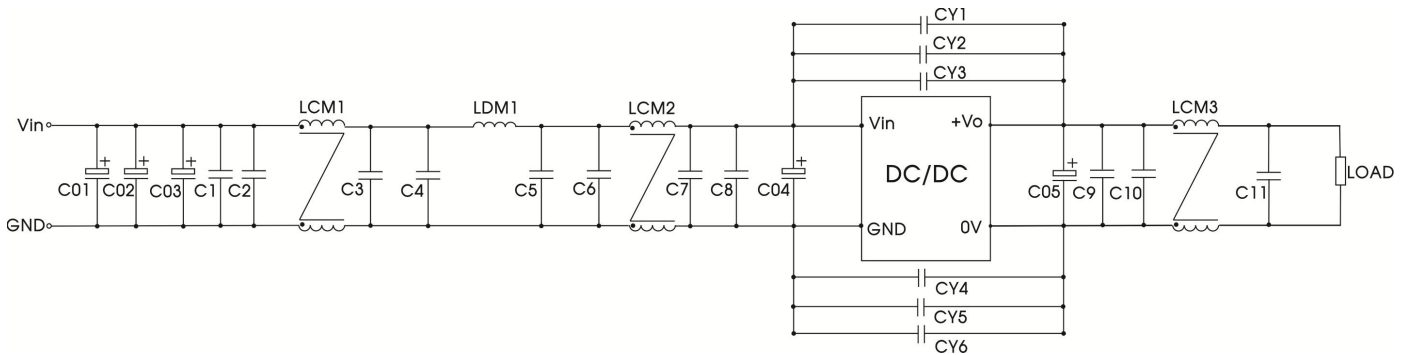 CY1
CY2
CY3
LCM1 LDM1 LCM2 LCM3
Vin Vin +Vo
+ + + + +
C01 C02 C03 C1 C2 C3 C4 C5 C6 C7 C8 C04 DC/DC C05 C9 C10 C11 LOAD
GND GND 0V
CY4
CY5
CY6